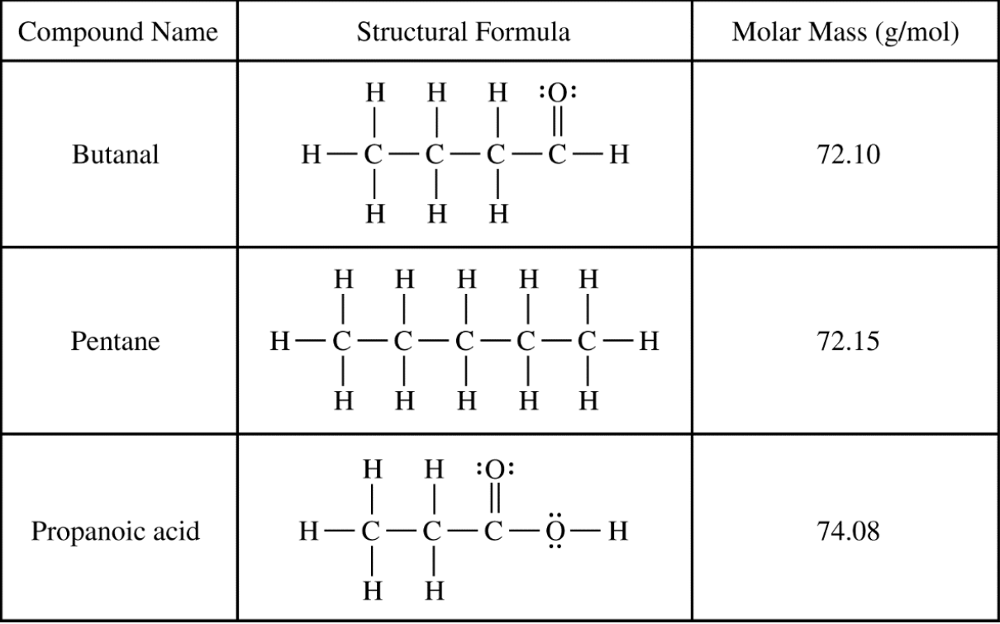 Compound Name Structural Formula Molar Mass (g/mol)
H H H :O:
Butanal H—C—C—C—C—H 72.10
H H H
H H H H H
Pentane H—C—C—C—C—C—H 72.15
H H H H H
H H :O:
Propanoic acid H—C—C—C—Ö—H 74.08
H H